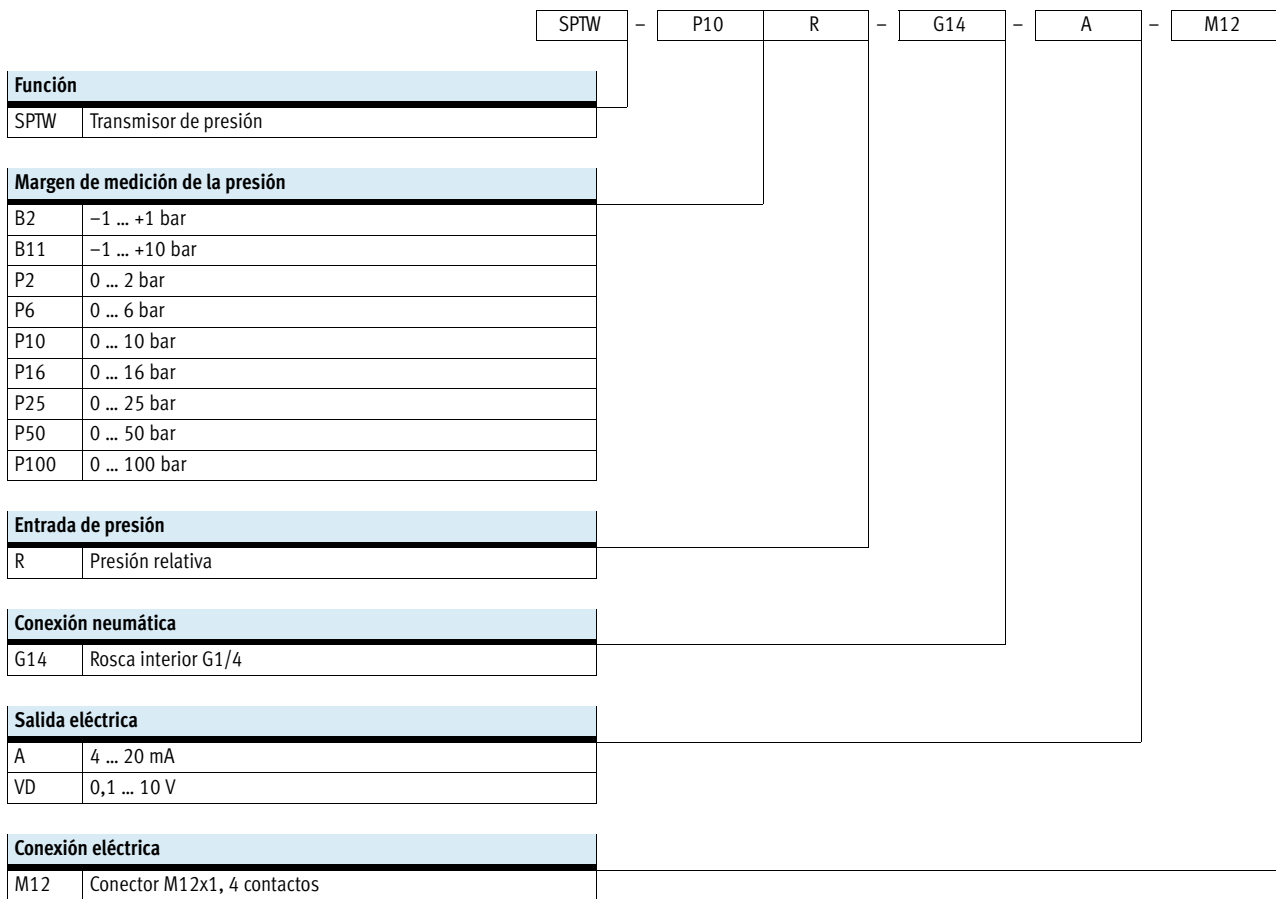 SPTW – P10 R – G14 – A – M12
Función
SPTW Transmisor de presión
Margen de medición de la presión
B2 –1 ... +1 bar
B11 –1 ... +10 bar
P2 0 ... 2 bar
P6 0 ... 6 bar
P10 0 ... 10 bar
P16 0 ... 16 bar
P25 0 ... 25 bar
P50 0 ... 50 bar
P100 0 ... 100 bar
Entrada de presión
R Presión relativa
Conexión neumática
G14 Rosca interior G1/4
Salida eléctrica
A 4 ... 20 mA
VD 0,1 ... 10 V
Conexión eléctrica
M12 Conector M12x1, 4 contactos